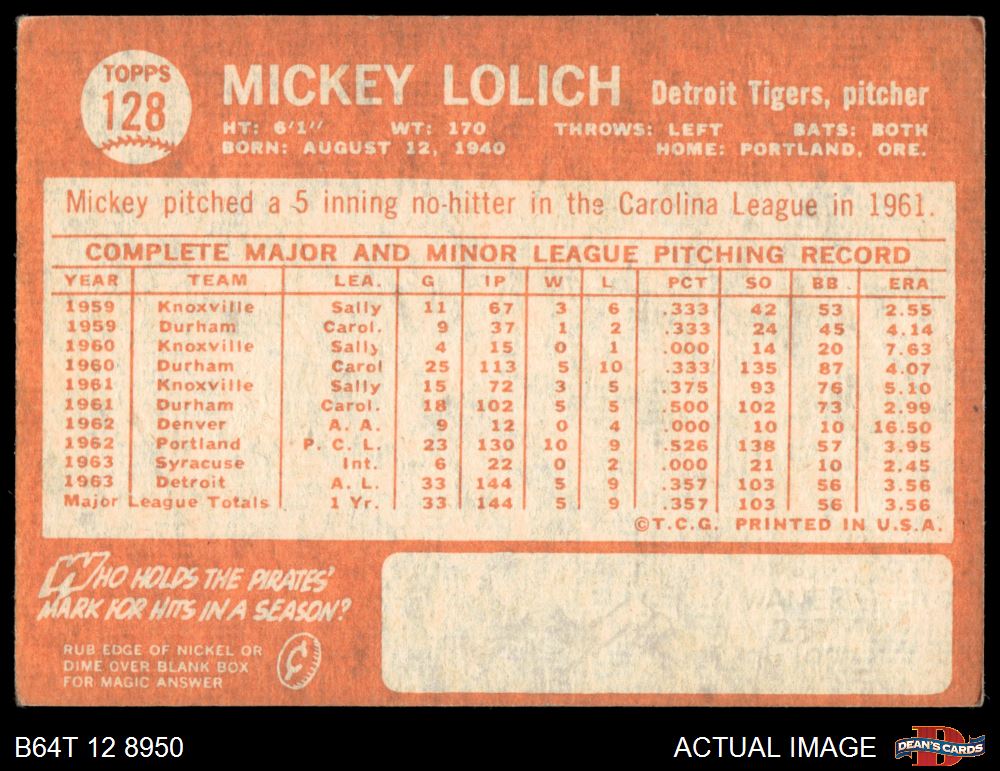 TOPPS
128
MICKEY LOLICH Detroit Tigers, pitcher
HT: 6'1" WT: 170 THROWS: LEFT BATS: BOTH
BORN: AUGUST 12, 1940 HOME: PORTLAND, ORE.
Mickey pitched a 5 inning no-hitter in the Carolina League in 1961.
COMPLETE MAJOR AND MINOR LEAGUE PITCHING RECORD
YEAR TEAM LEA. G IP W L PCT SO BB ERA
1959 Knoxville Sally 11 67 3 6 .333 42 53 2.55
1959 Durham Carol. 9 37 1 2 .333 24 45 4.14
1960 Knoxville Sally 4 15 0 1 .000 14 20 7.63
1960 Durham Carol 25 113 5 10 .333 135 87 4.07
1961 Knoxville Sally 15 72 3 5 .375 93 76 5.10
1961 Durham Carol. 18 102 5 5 .500 102 73 2.99
1962 Denver A. A. 9 12 0 4 .000 10 10 16.50
1962 Portland P. C. L. 23 130 10 9 .526 138 57 3.95
1963 Syracuse Int. 6 22 0 2 .000 21 10 2.45
1963 Detroit A. L. 33 144 5 9 .357 103 56 3.56
Major League Totals 1 Yr. 33 144 5 9 .357 103 56 3.56
©T.C.G. PRINTED IN U.S.A.
WHO HOLDS THE PIRATES'
MARK FOR HITS IN A SEASON?
RUB EDGE OF NICKEL OR
DIME OVER BLANK BOX
FOR MAGIC ANSWER
B64T 12 8950 ACTUAL IMAGE DEAN'S CARDS